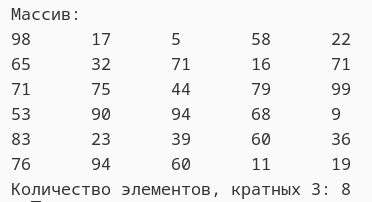 Массив:
98 17 5 58 22
65 32 71 16 71
71 75 44 79 99
53 90 94 68 9
83 23 39 60 36
76 94 60 11 19
Количество элементов, кратных 3: 8